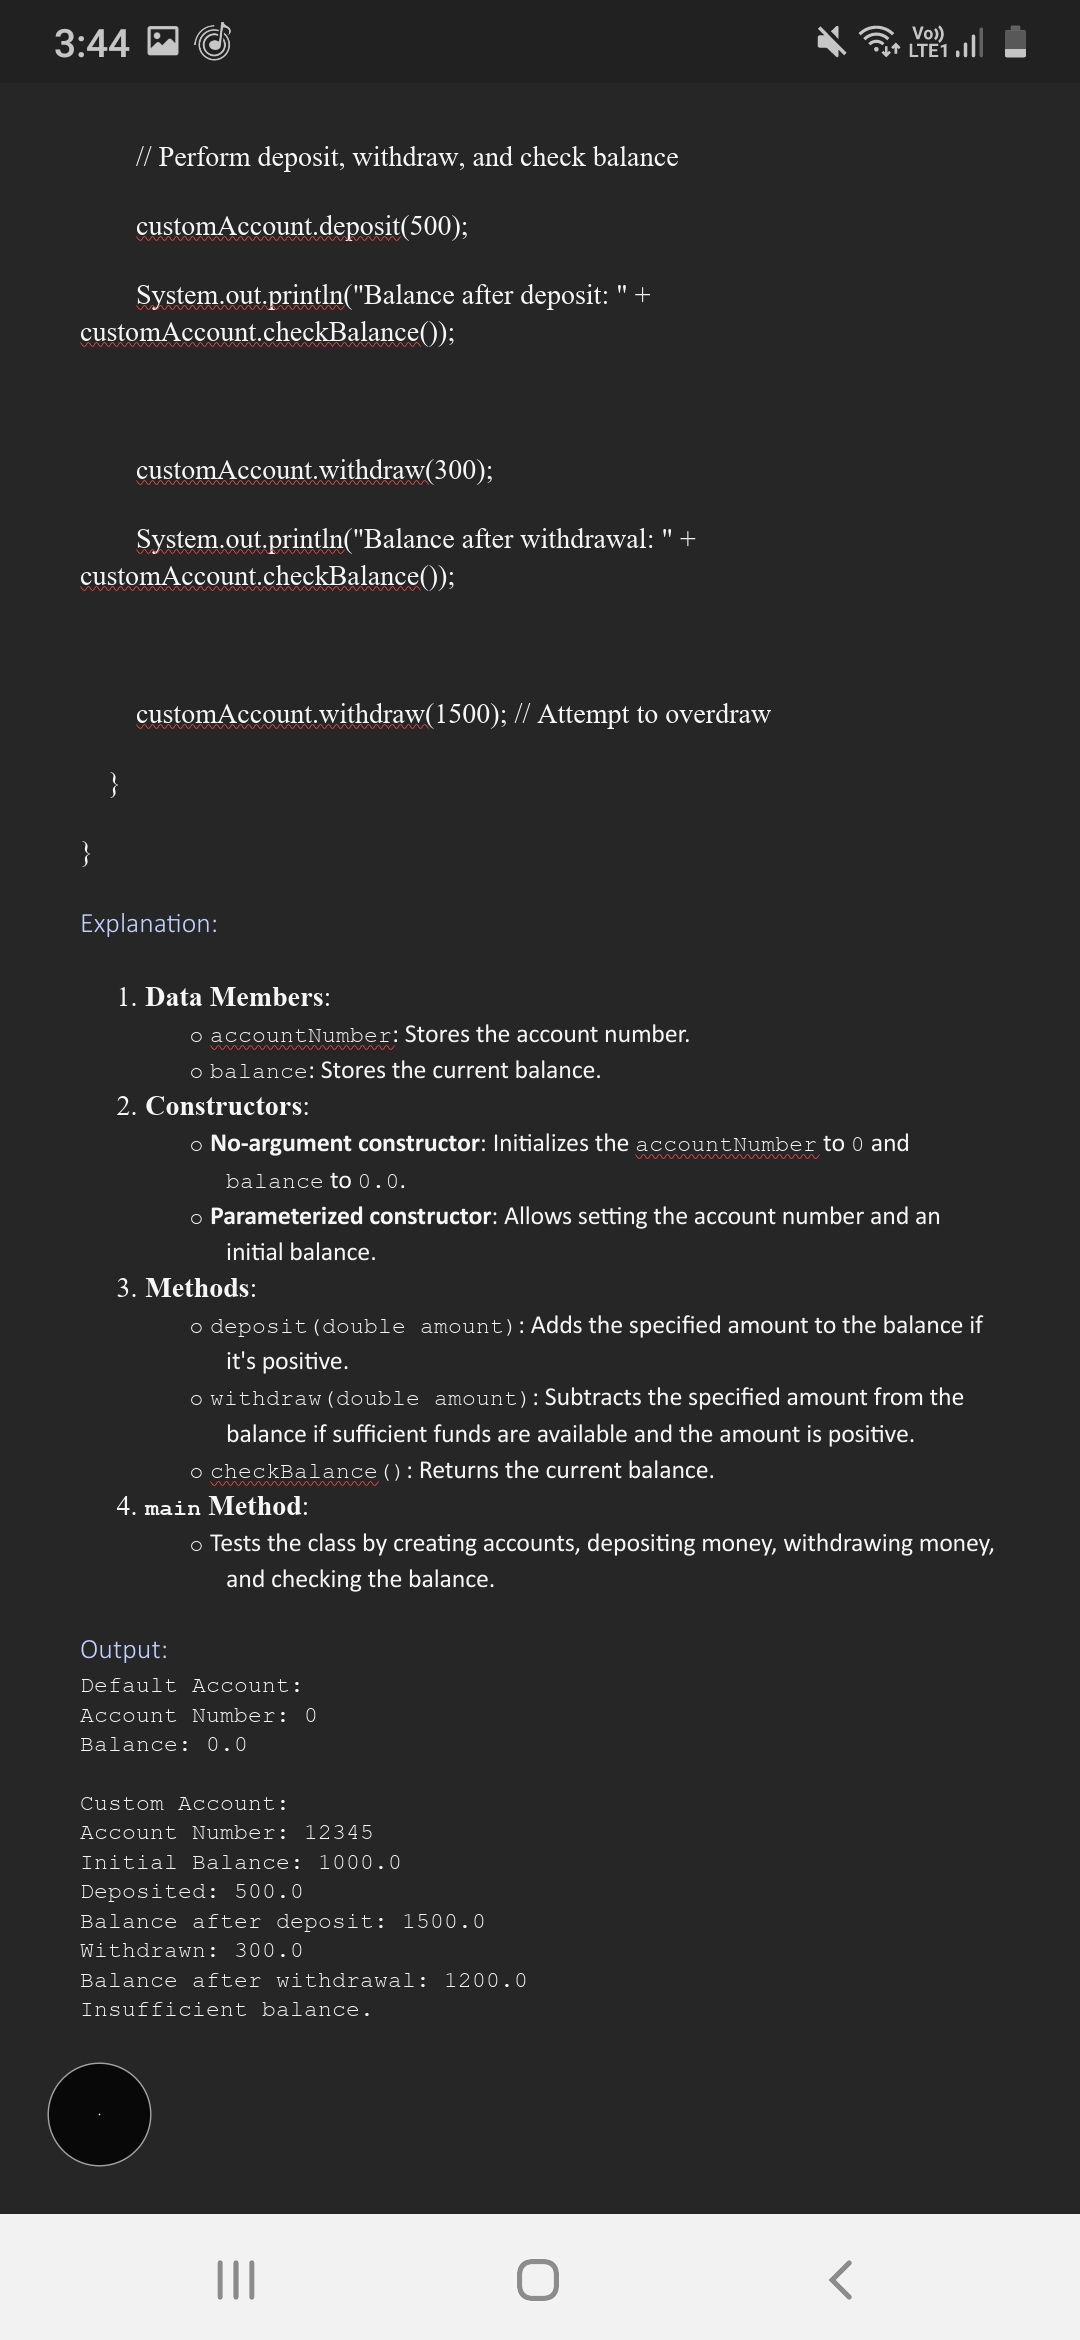 3:44
Vo))
LTE1
// Perform deposit, withdraw, and check balance
customAccount.deposit(500);
System.out.println("Balance after deposit: " +
customAccount.checkBalance());
customAccount.withdraw(300);
System.out.println("Balance after withdrawal: " +
customAccount.checkBalance());
customAccount.withdraw(1500); // Attempt to overdraw
}
}
Explanation:
1. Data Members:
o accountNumber: Stores the account number.
o balance: Stores the current balance.
2. Constructors:
o No-argument constructor: Initializes the accountNumber to 0 and
balance to 0.0.
o Parameterized constructor: Allows setting the account number and an
initial balance.
3. Methods:
o deposit(double amount): Adds the specified amount to the balance if
it's positive.
o withdraw(double amount): Subtracts the specified amount from the
balance if sufficient funds are available and the amount is positive.
o checkBalance(): Returns the current balance.
4. main Method:
o Tests the class by creating accounts, depositing money, withdrawing money,
and checking the balance.
Output:
Default Account:
Account Number: 0
Balance: 0.0
Custom Account:
Account Number: 12345
Initial Balance: 1000.0
Deposited: 500.0
Balance after deposit: 1500.0
Withdrawn: 300.0
Balance after withdrawal: 1200.0
Insufficient balance.